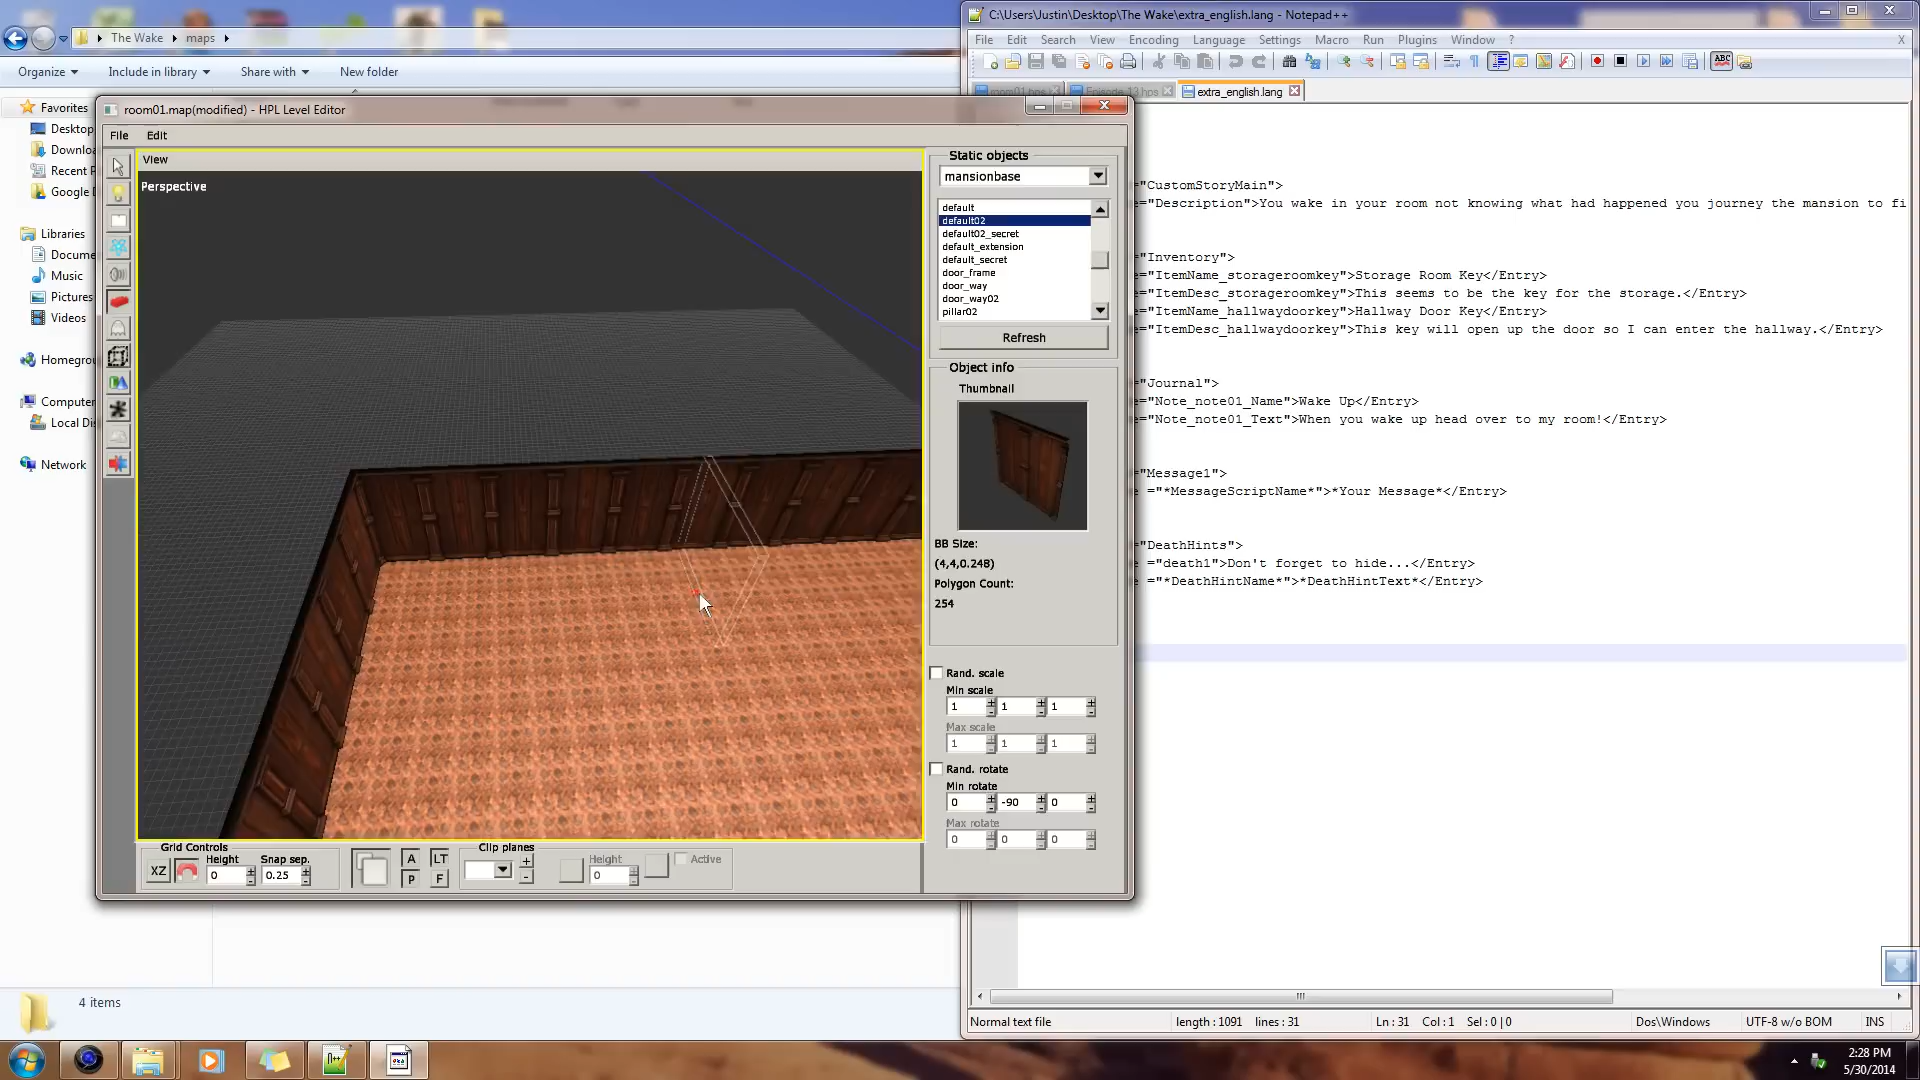 The Wake
maps
Organize
Include in library
Share with
New folder
Favorites
Desktop
Recent P
Google
Libraries
Docume
Music
Pictures
Videos
Homegrou
Computer
Local Dis
Network
4 items
room01.map(modified) - HPL Level Editor
File
Edit
View
Perspective
Static objects
mansionbase
default
default02
default02_secret
default_extension
default_secret
door_frame
door_way
door_way02
pillar02
Refresh
Object info
Thumbnail
BB Size:
(4,4,0.248)
Polygon Count:
254
Rand. scale
Min scale
1 1 1
Max scale
1 1 1
Rand. rotate
Min rotate
0 -90 0
Max rotate
0 0 0
Grid Controls
XZ
Height
0
Snap sep.
0.25
A
P
LT
F
Clip planes
+
-
Height
0
Active
C:\Users\Justin\Desktop\The Wake\extra_english.lang - Notepad++
File Edit Search View Encoding Language Settings Macro Run Plugins Window ?
X
ABC
room01.hps
Episode 13.hps
extra_english.lang
="CustomStoryMain">
="Description">You wake in your room not knowing what had happened you journey the mansion to fi
="Inventory">
="ItemName_storageroomkey">Storage Room Key</Entry>
="ItemDesc_storageroomkey">This seems to be the key for the storage.</Entry>
="ItemName_hallwaydoorkey">Hallway Door Key</Entry>
="ItemDesc_hallwaydoorkey">This key will open up the door so I can enter the hallway.</Entry>
="Journal">
="Note_note01_Name">Wake Up</Entry>
="Note_note01_Text">When you wake up head over to my room!</Entry>
="Message1">
e ="*MessageScriptName*">*Your Message*</Entry>
="DeathHints">
e ="death1">Don't forget to hide...</Entry>
e ="*DeathHintName*">*DeathHintText*</Entry>
Normal text file
length : 1091 lines : 31
Ln : 31 Col : 1 Sel : 0 | 0
Dos\Windows
UTF-8 w/o BOM
INS
2:28 PM
5/30/2014